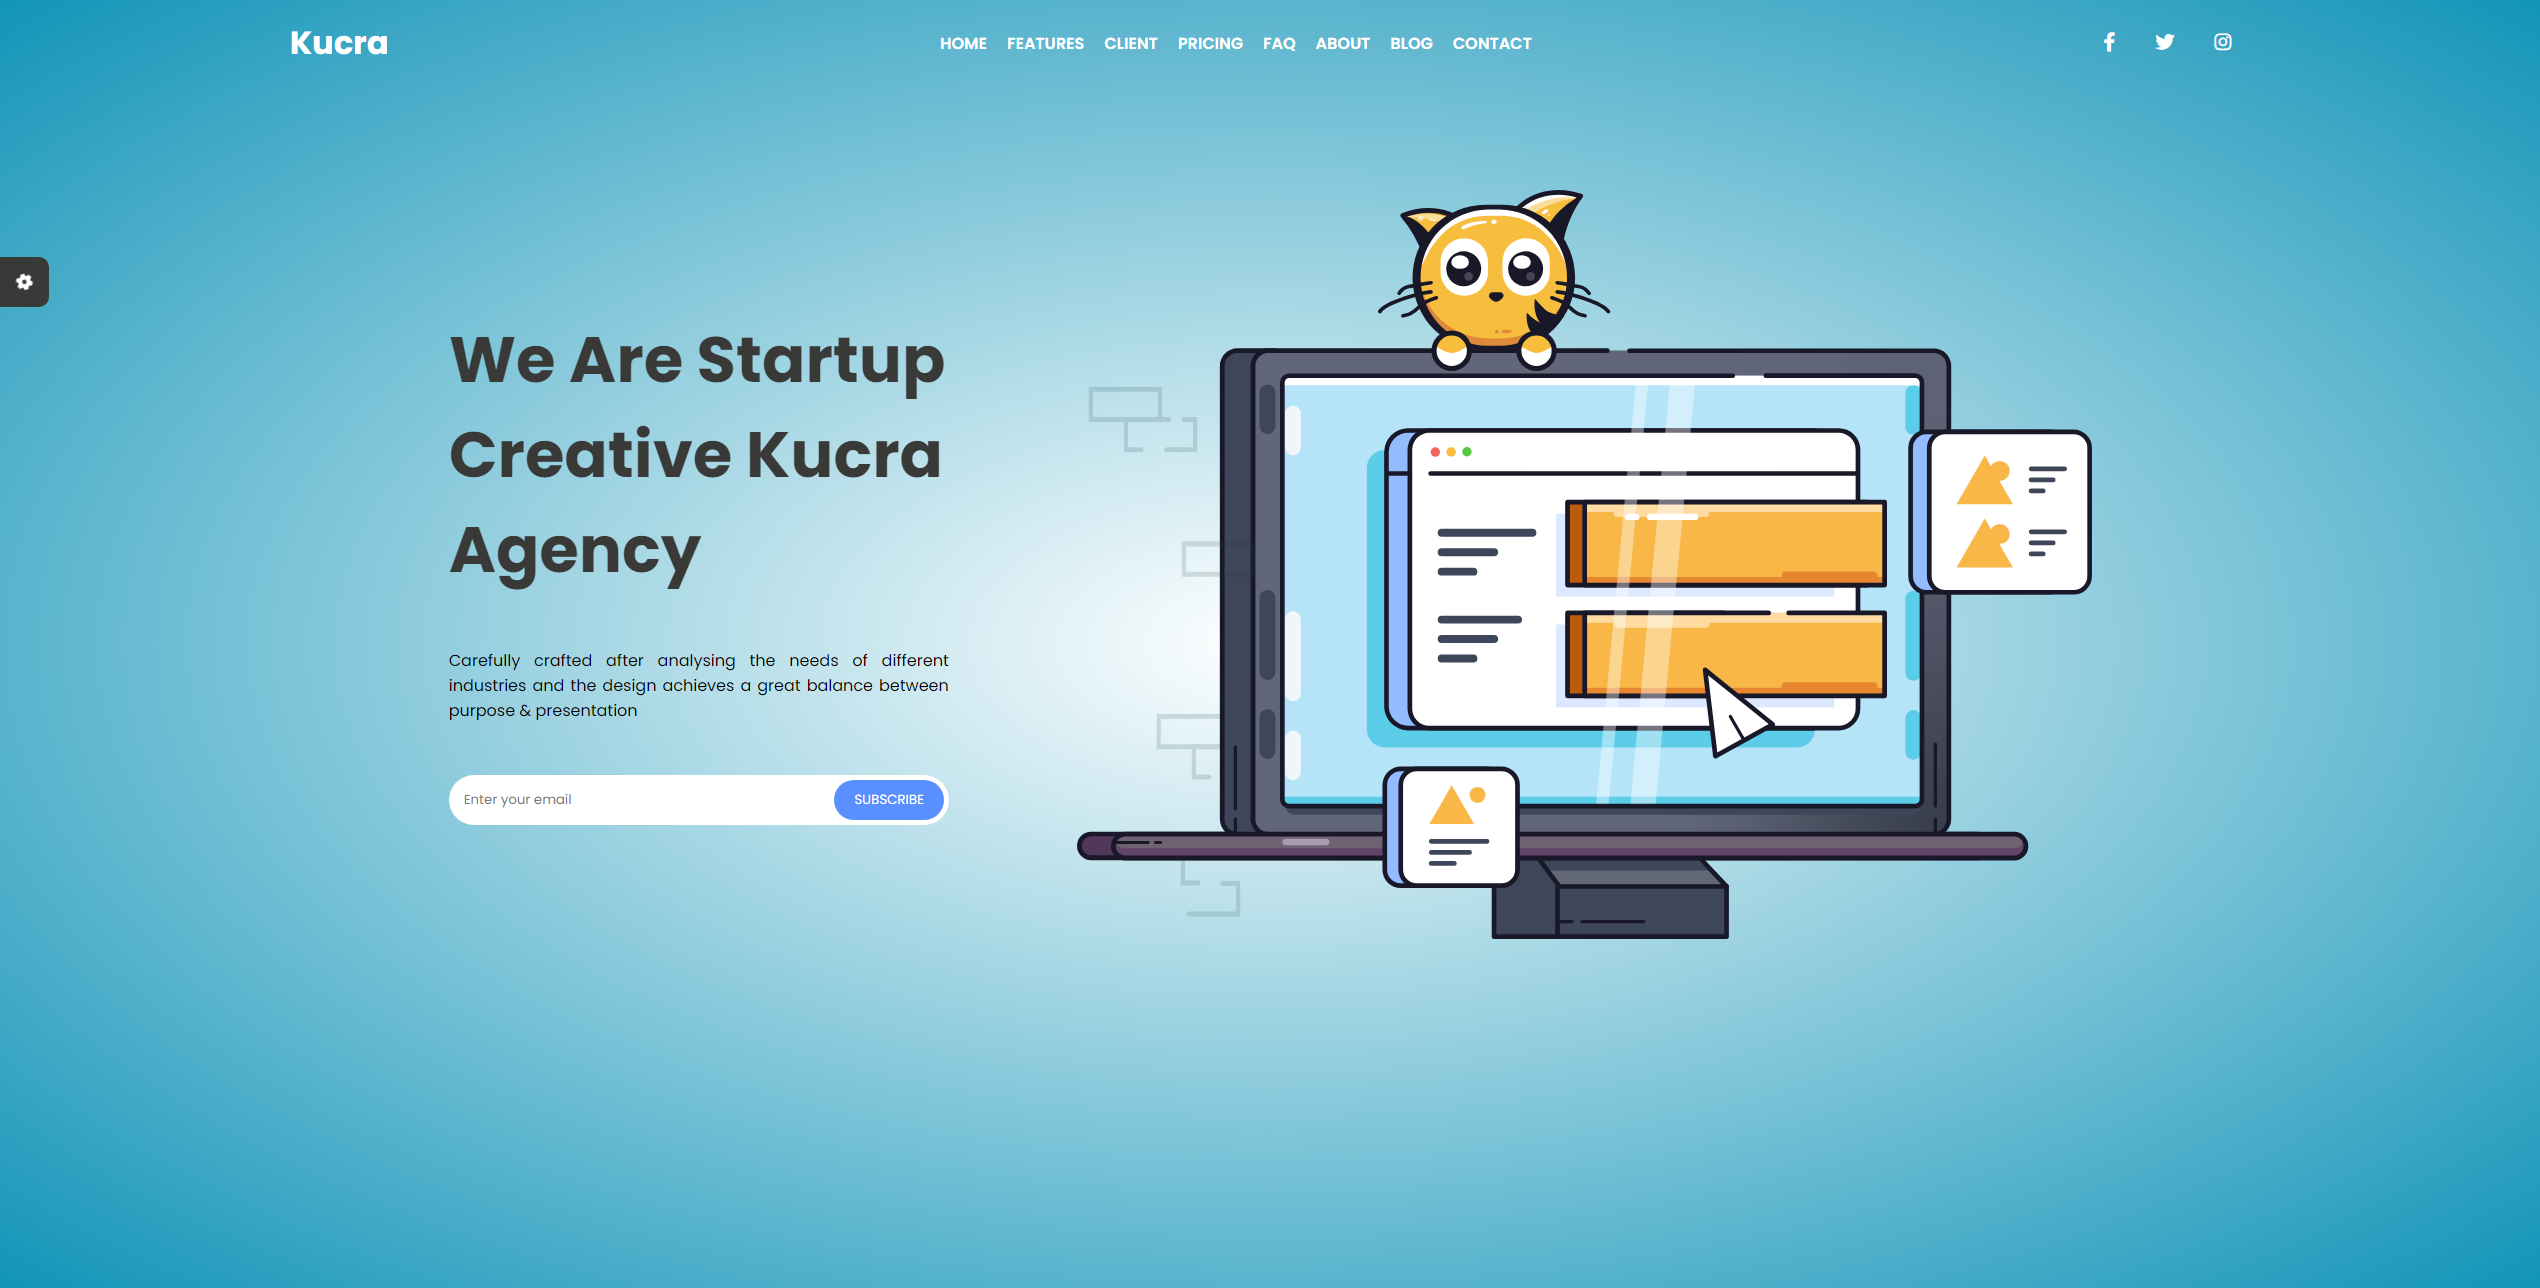 Kucra
HOME FEATURES CLIENT PRICING FAQ ABOUT BLOG CONTACT
We Are Startup
Creative Kucra
Agency
Carefully crafted after analysing the needs of different
industries and the design achieves a great balance between
purpose & presentation
Enter your email
SUBSCRIBE